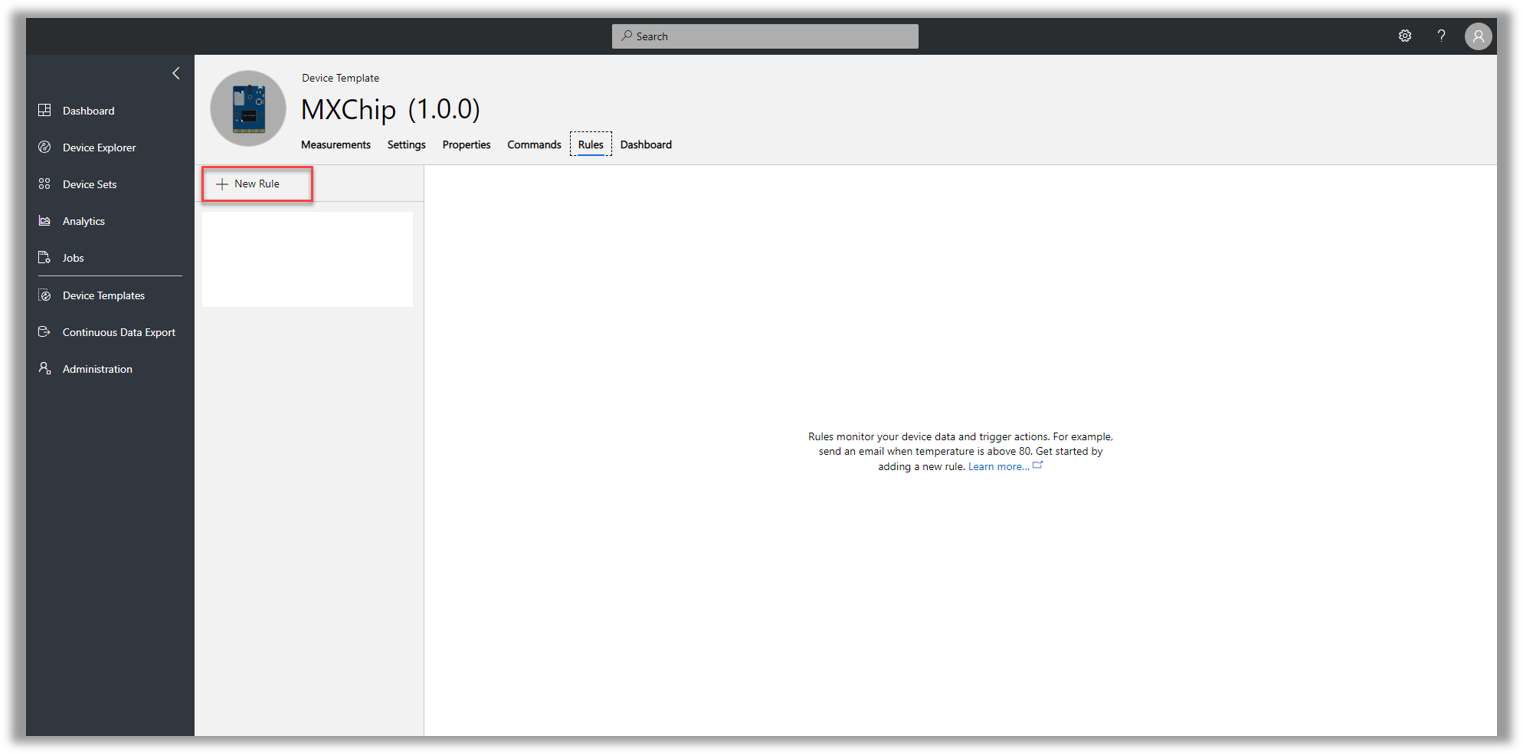 Search
?
Dashboard
Device Explorer
Device Sets
Analytics
Jobs
Device Templates
Continuous Data Export
Administration
Device Template
MXChip (1.0.0)
Measurements Settings Properties Commands Rules Dashboard
+ New Rule
Rules monitor your device data and trigger actions. For example,
send an email when temperature is above 80. Get started by
adding a new rule. Learn more...